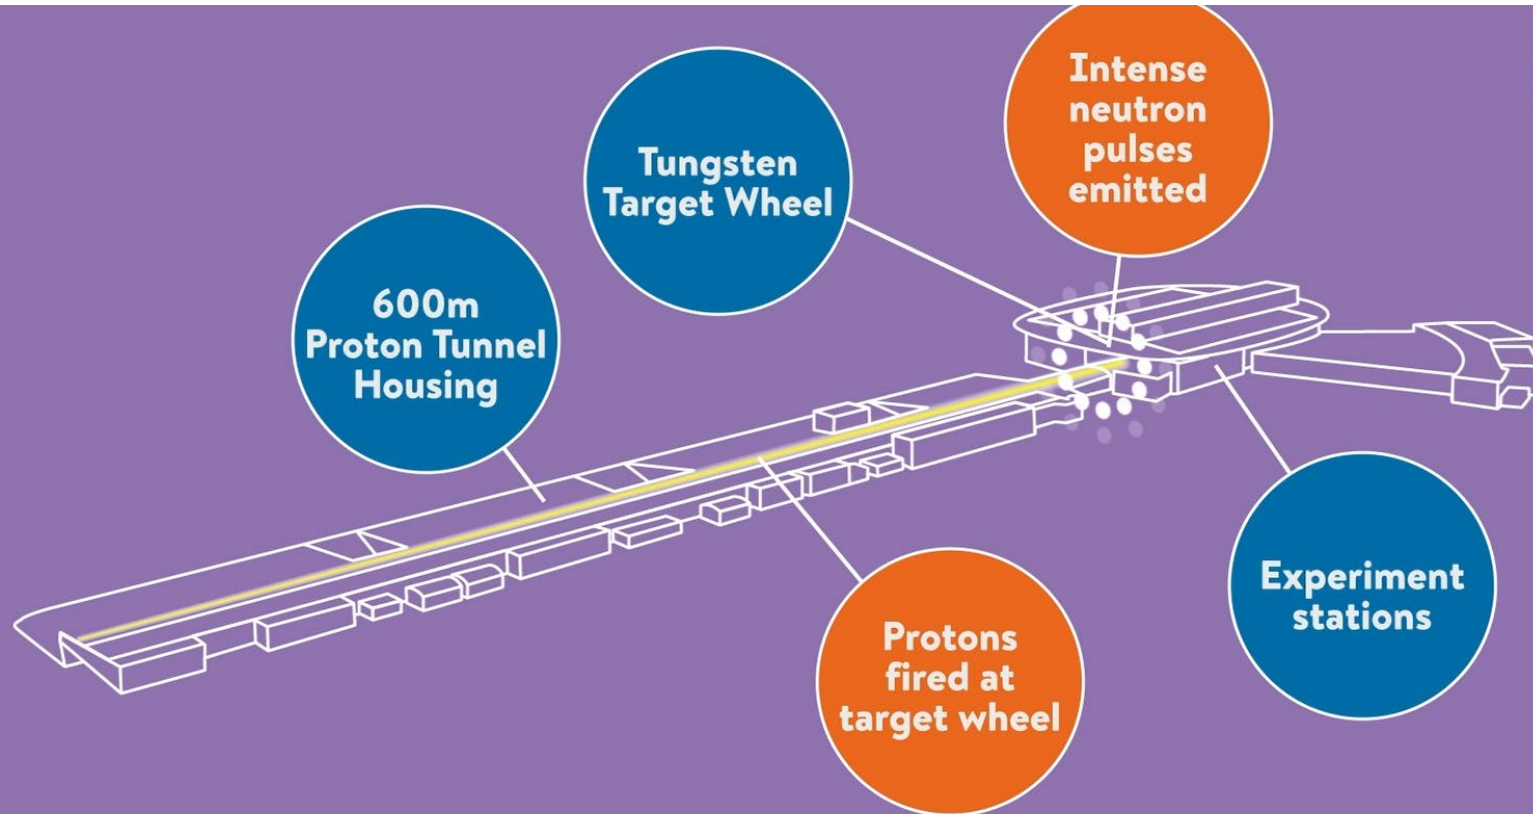 Intense
neutron
pulses
emitted
Tungsten
Target Wheel
600m
Proton Tunnel
Housing
Experiment
stations
Protons
fired at
target wheel